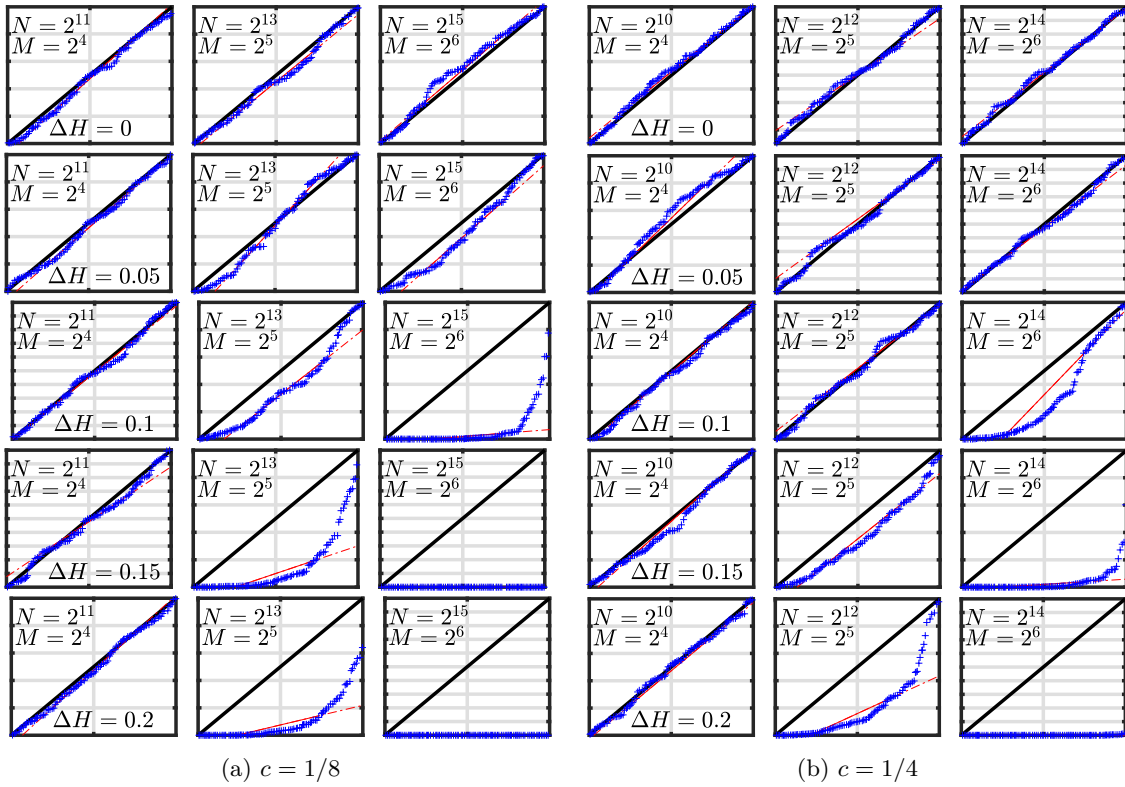 N = 2^11
M = 2^4
ΔH = 0
N = 2^13
M = 2^5
N = 2^15
M = 2^6
N = 2^10
M = 2^4
ΔH = 0
N = 2^12
M = 2^5
N = 2^14
M = 2^6
N = 2^11
M = 2^4
ΔH = 0.05
N = 2^13
M = 2^5
N = 2^15
M = 2^6
N = 2^10
M = 2^4
ΔH = 0.05
N = 2^12
M = 2^5
N = 2^14
M = 2^6
N = 2^11
M = 2^4
ΔH = 0.1
N = 2^13
M = 2^5
N = 2^15
M = 2^6
N = 2^10
M = 2^4
ΔH = 0.1
N = 2^12
M = 2^5
N = 2^14
M = 2^6
N = 2^11
M = 2^4
ΔH = 0.15
N = 2^13
M = 2^5
N = 2^15
M = 2^6
N = 2^10
M = 2^4
ΔH = 0.15
N = 2^12
M = 2^5
N = 2^14
M = 2^6
N = 2^11
M = 2^4
ΔH = 0.2
N = 2^13
M = 2^5
N = 2^15
M = 2^6
N = 2^10
M = 2^4
ΔH = 0.2
N = 2^12
M = 2^5
N = 2^14
M = 2^6
(a) c = 1/8
(b) c = 1/4